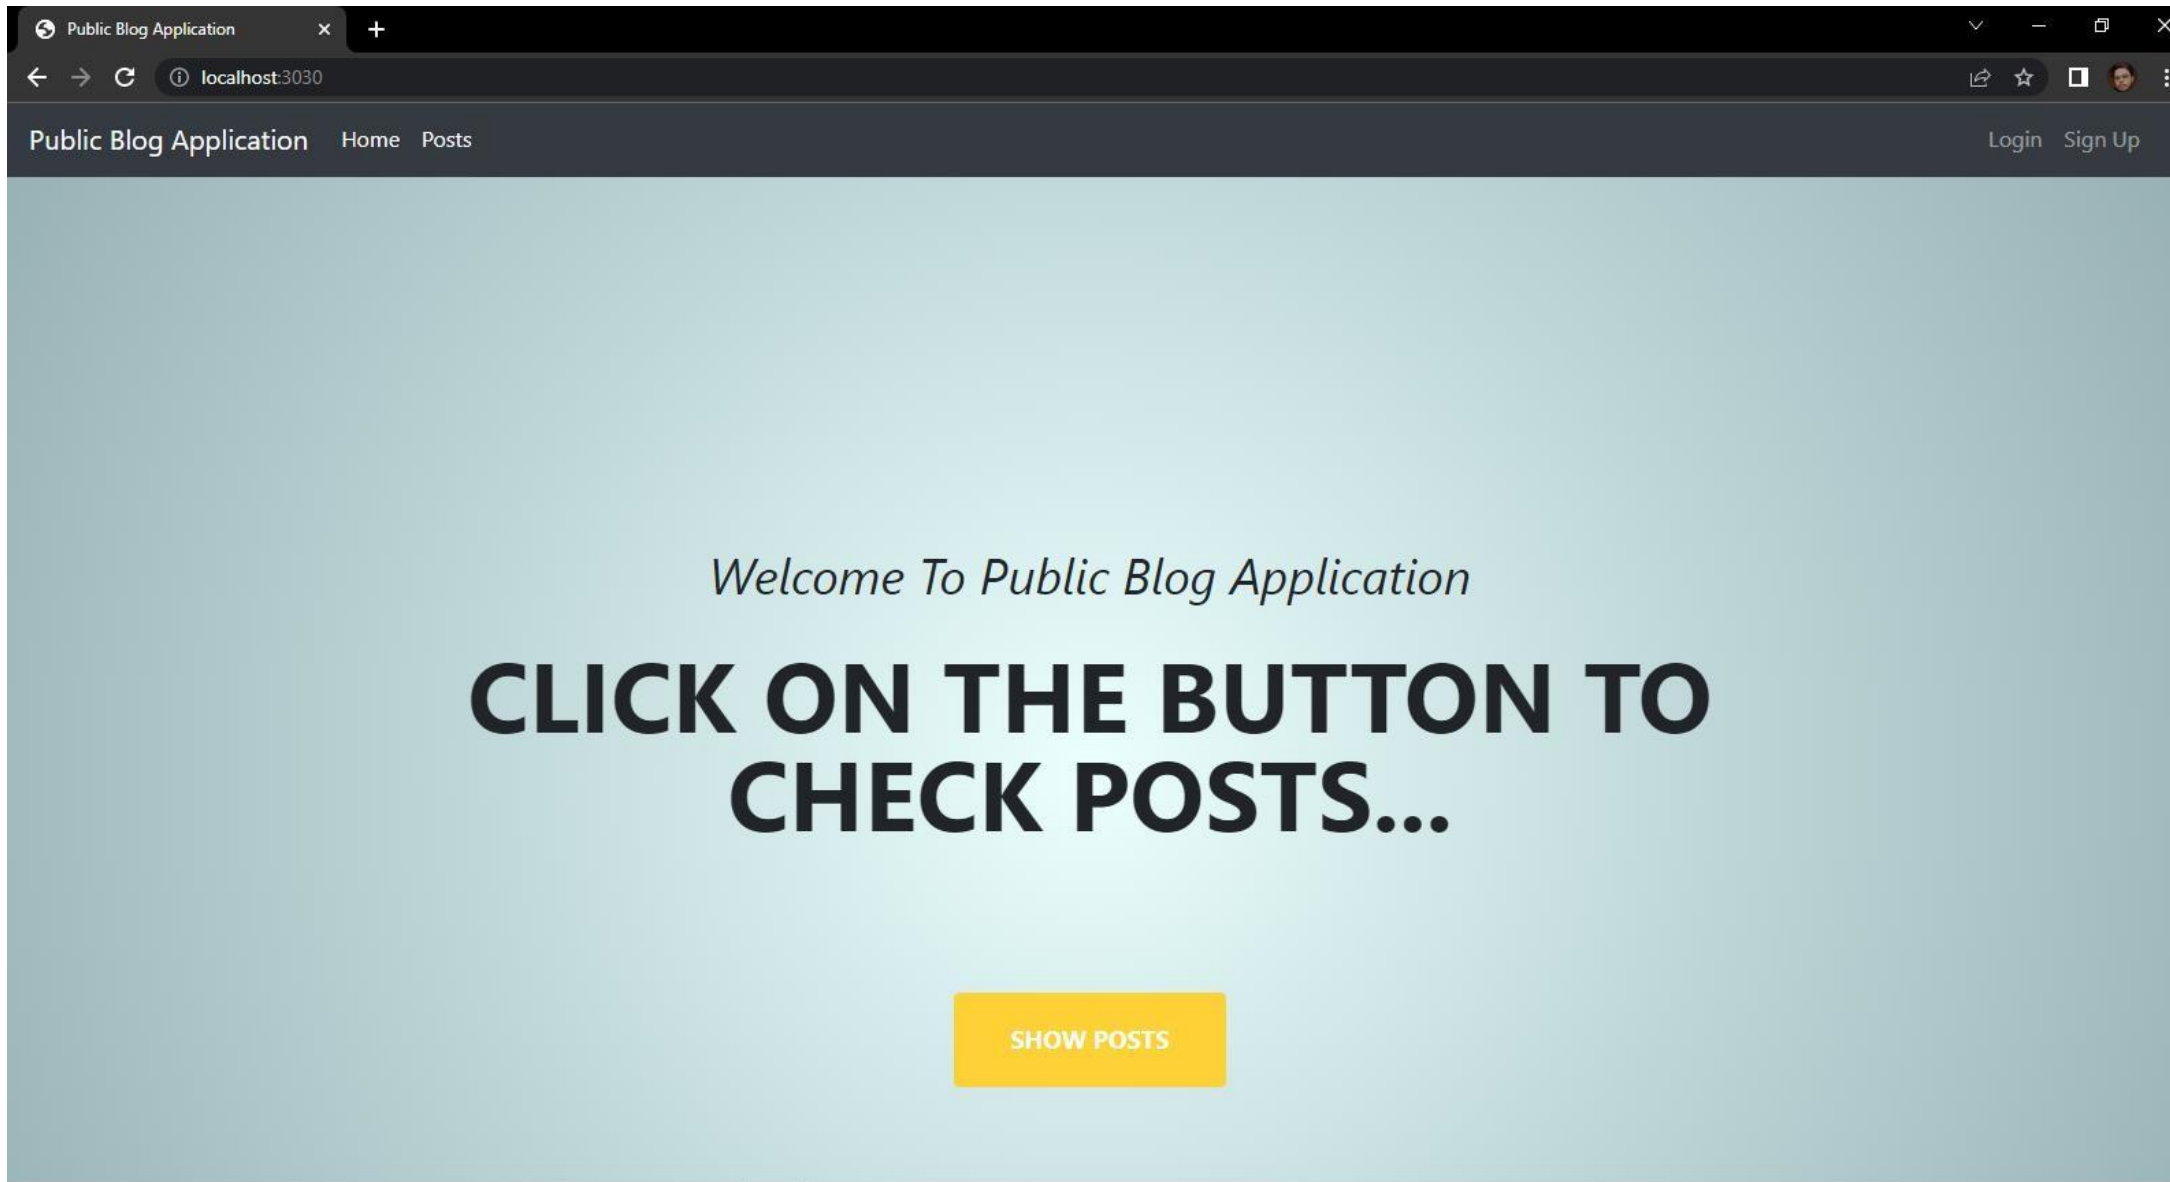 Public Blog Application
localhost:3030
Public Blog Application Home Posts Login Sign Up
Welcome To Public Blog Application
CLICK ON THE BUTTON TO
CHECK POSTS...
SHOW POSTS